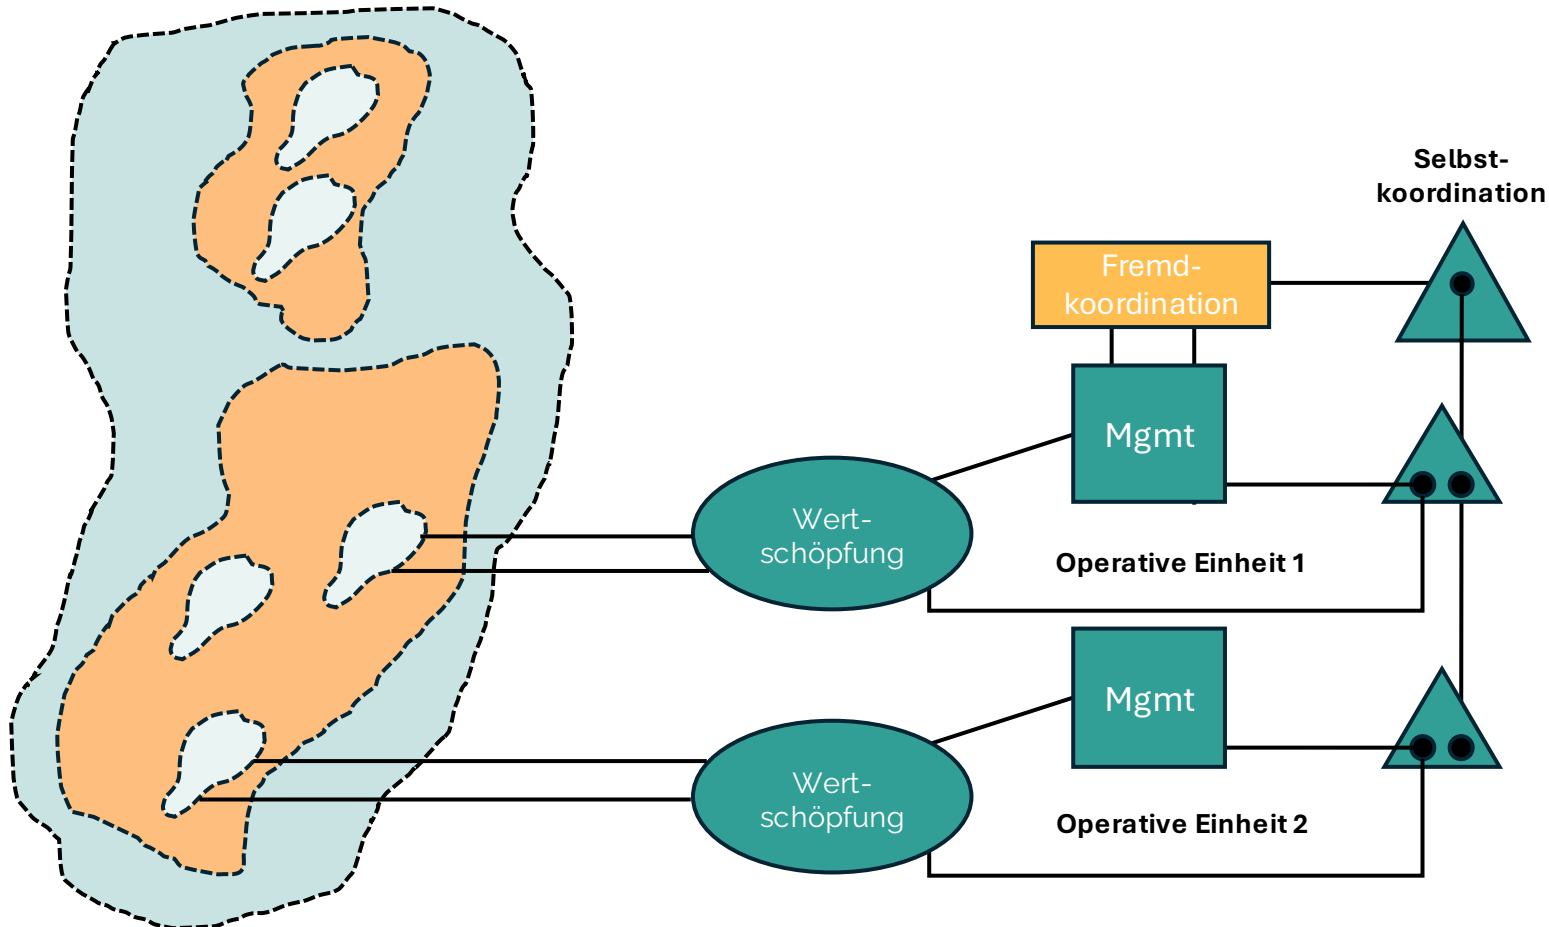 Selbst-
koordination
Fremd-
koordination
Mgmt
Wert-
schöpfung
Operative Einheit 1
Mgmt
Wert-
schöpfung
Operative Einheit 2